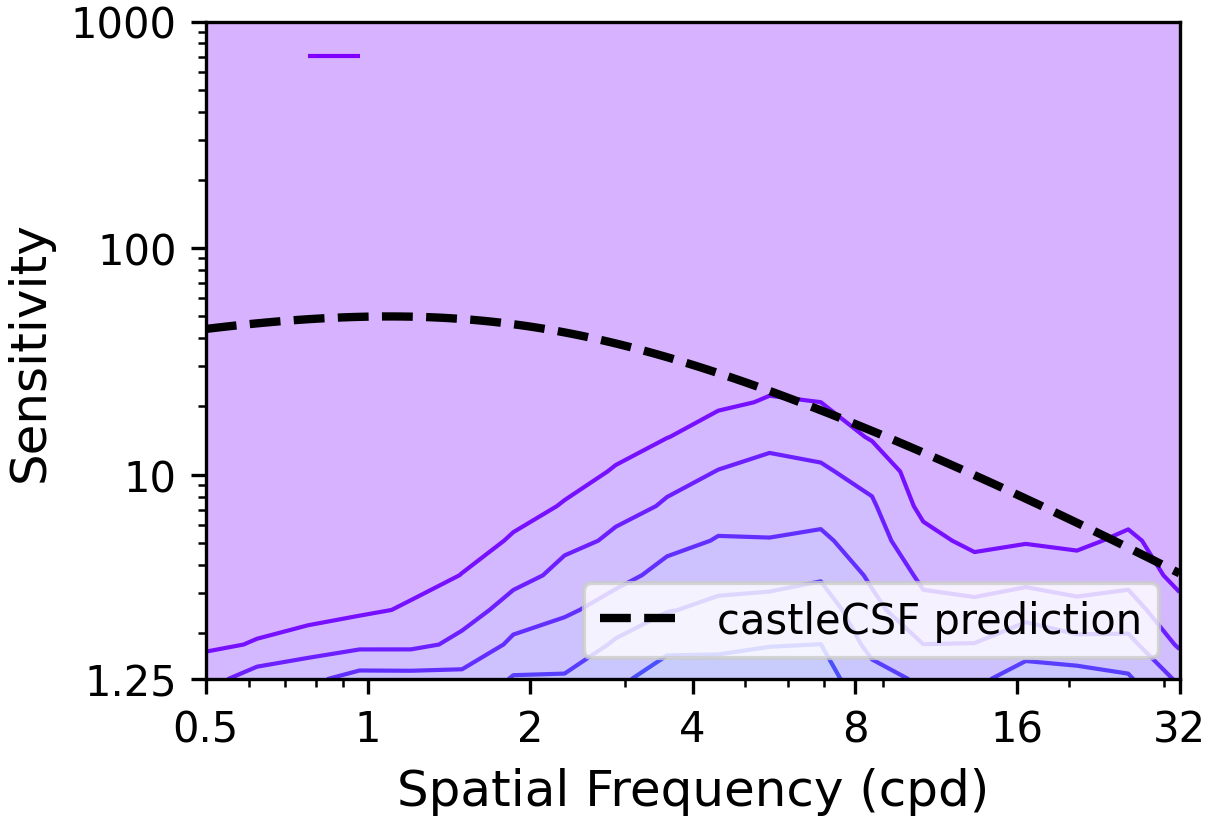 1000
100
10
1.25
Sensitivity
castleCSF prediction
0.5 1 2 4 8 16 32
Spatial Frequency (cpd)